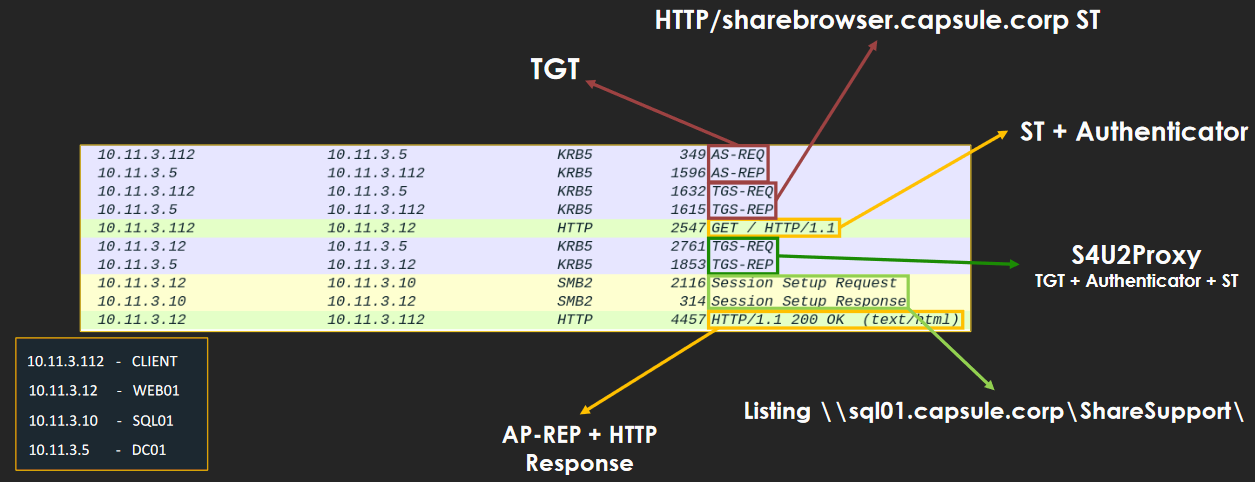 HTTP/sharebrowser.capsule.corp ST
TGT
ST + Authenticator
10.11.3.112 10.11.3.5 KRB5 349 AS-REQ
10.11.3.5 10.11.3.112 KRB5 1596 AS-REP
10.11.3.112 10.11.3.5 KRB5 1632 TGS-REQ
10.11.3.5 10.11.3.112 KRB5 1615 TGS-REP
10.11.3.112 10.11.3.12 HTTP 2547 GET / HTTP/1.1
10.11.3.12 10.11.3.5 KRB5 2761 TGS-REQ
10.11.3.5 10.11.3.12 KRB5 1853 TGS-REP
10.11.3.12 10.11.3.10 SMB2 2116 Session Setup Request
10.11.3.10 10.11.3.12 SMB2 314 Session Setup Response
10.11.3.12 10.11.3.112 HTTP 4457 HTTP/1.1 200 OK (text/html)
S4U2Proxy
TGT + Authenticator + ST
10.11.3.112 - CLIENT
10.11.3.12 - WEB01
10.11.3.10 - SQL01
10.11.3.5 - DC01
AP-REP + HTTP
Response
Listing \\sql01.capsule.corp\ShareSupport\